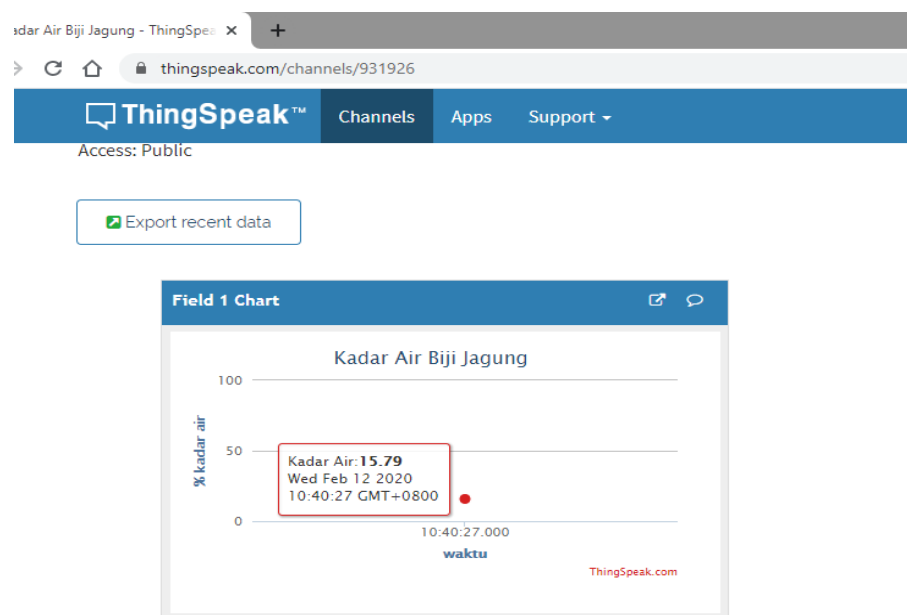 adar Air Biji Jagung - ThingSpea
thingspeak.com/channels/931926
ThingSpeak™ Channels Apps Support
Access: Public
Export recent data
Field 1 Chart
Kadar Air Biji Jagung
100
% kadar air
50
Kadar Air:15.79
Wed Feb 12 2020
10:40:27 GMT+0800
0
10:40:27.000
waktu
ThingSpeak.com